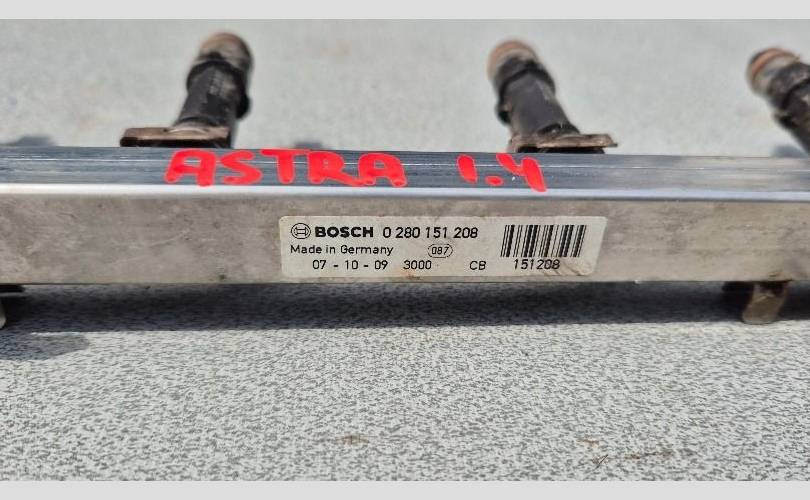 ASTRA 1.4
BOSCH 0 280 151 208
Made in Germany 087
07 - 10 - 09 3000 CB 151208